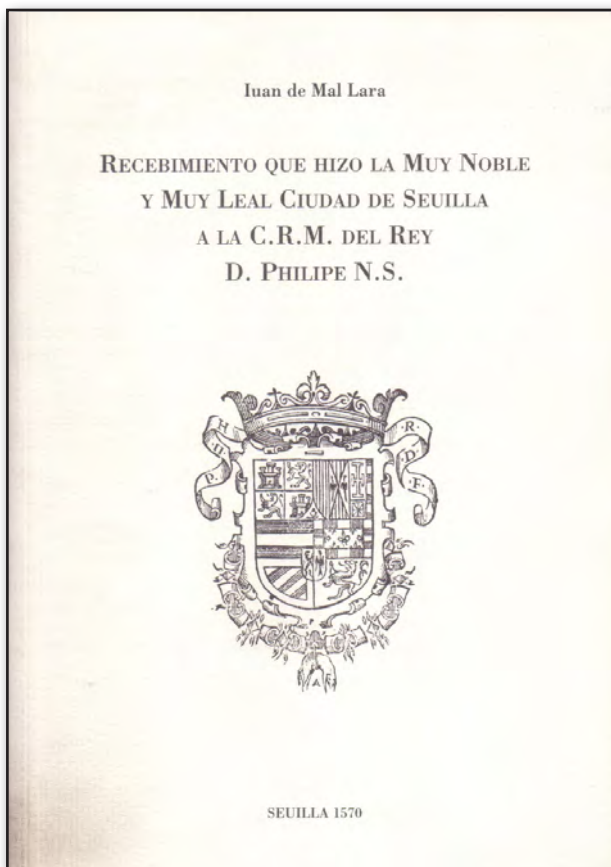 Iuan de Mal Lara
RECEBIMIENTO QUE HIZO LA MUY NOBLE
Y MUY LEAL CIUDAD DE SEUILLA
A LA C.R.M. DEL REY
D. PHILIPE N.S.
P. II. H
R. D. F.
SEUILLA 1570